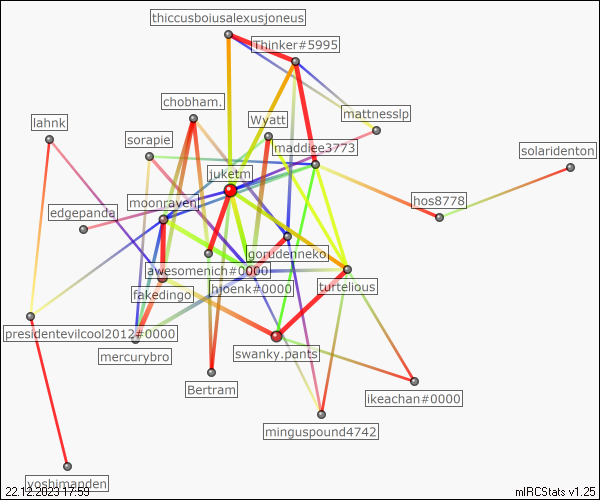 thiccusboiusalexusjoneus
Thinker#5995
chobham.
mattnesslp
Wyatt
lahnk
sorapie
maddiee3773
solaridenton
juketm
hos8778
moonraven
edgepanda
gorudenneko
awesomenich#0000
bjoenk#0000
turtelious
fakedingo
presidentevilcool2012#0000
mercurybro
swanky.pants
Bertram
ikeachan#0000
minguspound4742
yoshimanden
22.12.2023 17:59
mIRCStats v1.25